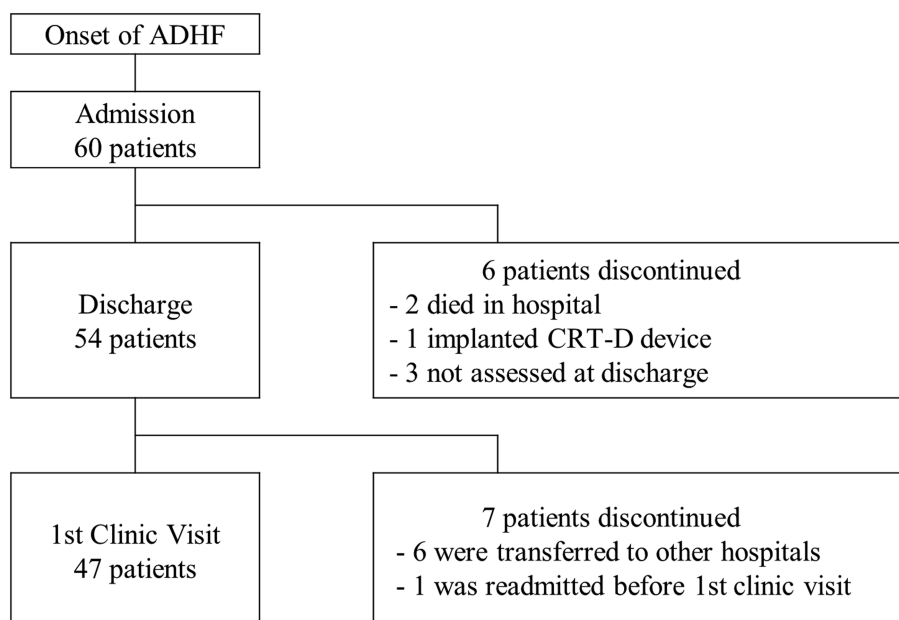 Onset of ADHF
Admission
60 patients
Discharge
54 patients
6 patients discontinued
- 2 died in hospital
- 1 implanted CRT-D device
- 3 not assessed at discharge
1st Clinic Visit
47 patients
7 patients discontinued
- 6 were transferred to other hospitals
- 1 was readmitted before 1st clinic visit